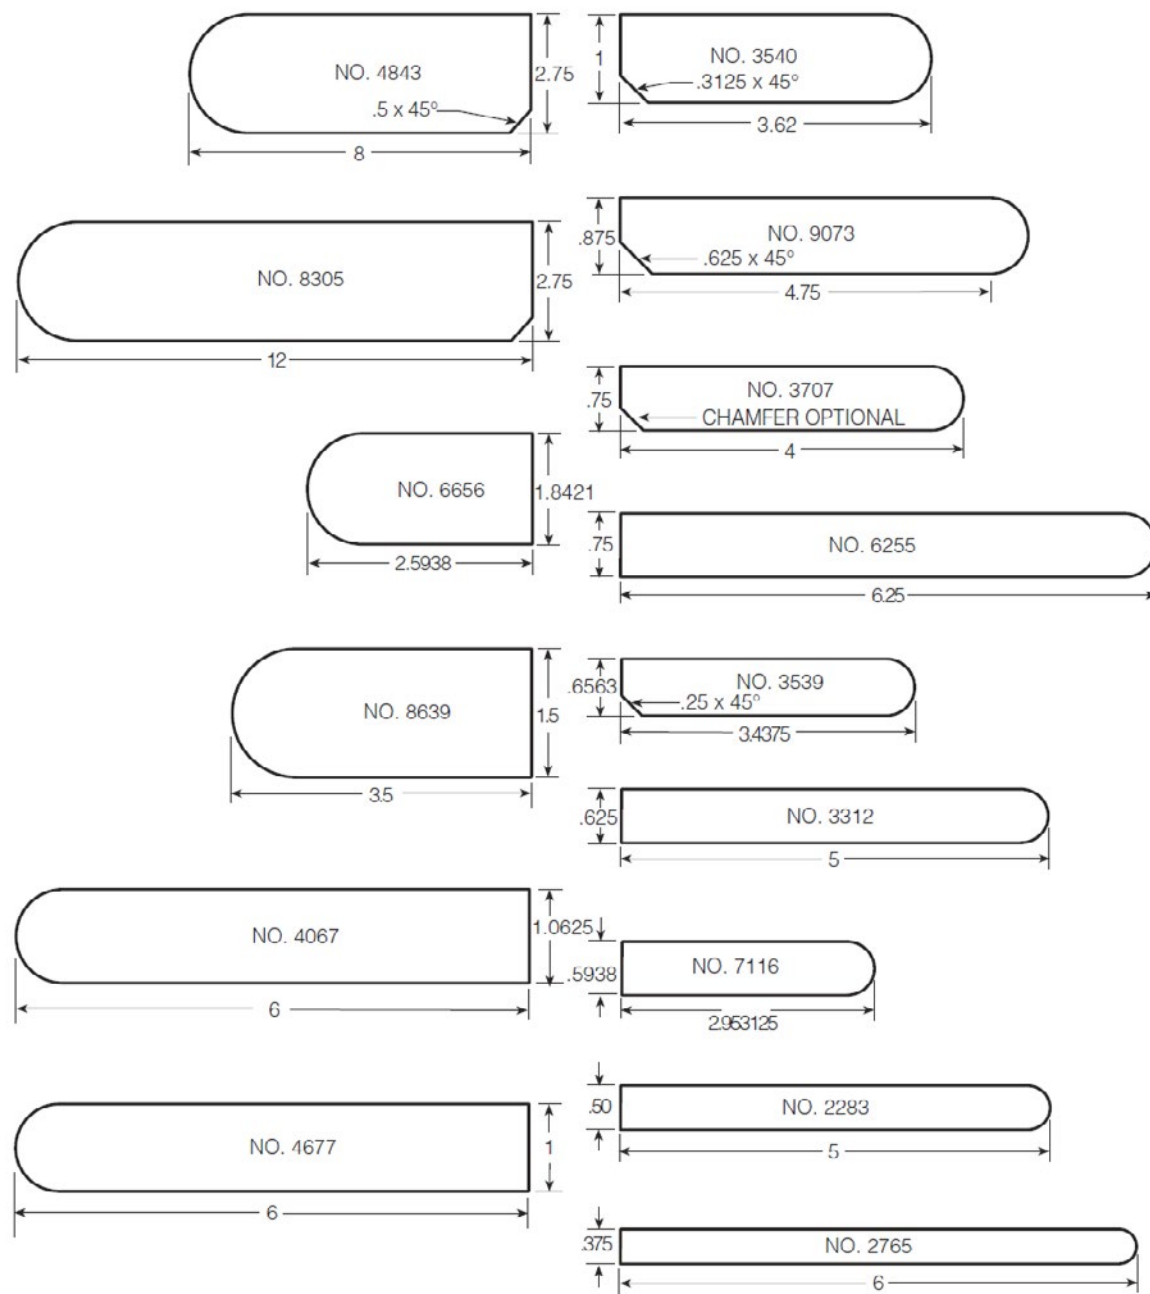 NO. 4843
2.75
.5 x 45º
8
NO. 3540
1
.3125 x 45º
3.62
NO. 8305
2.75
12
NO. 9073
.875
.625 x 45º
4.75
NO. 3707
.75
CHAMFER OPTIONAL
4
NO. 6656
1.8421
2.5938
NO. 6255
.75
6.25
NO. 8639
1.5
3.5
NO. 3539
.6563
.25 x 45º
3.4375
NO. 3312
.625
5
NO. 4067
1.0625
6
NO. 7116
.5938
2.953125
NO. 4677
1
6
NO. 2283
.50
5
NO. 2765
.375
6